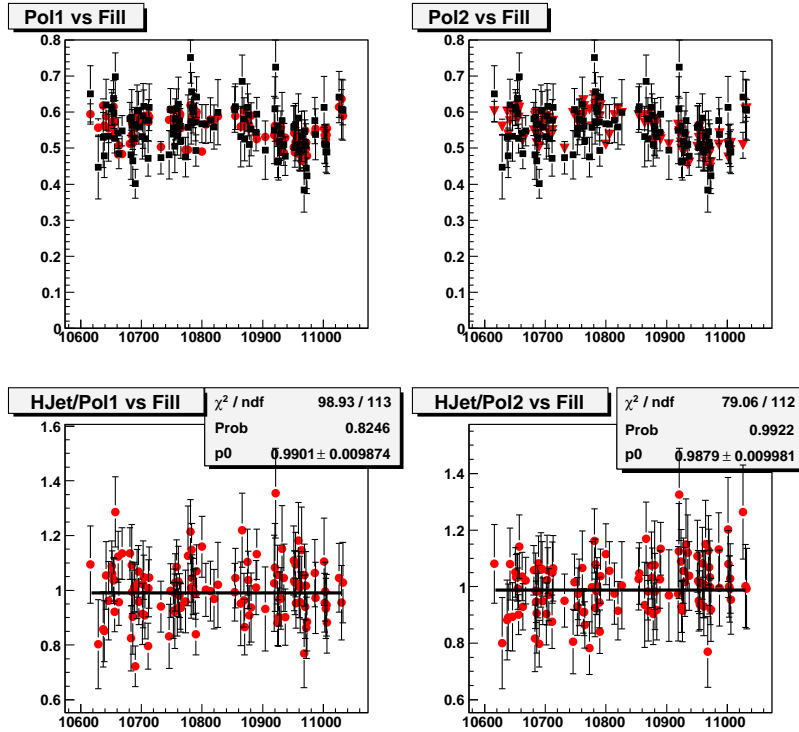 Pol1 vs Fill
0.8
0.7
0.6
0.5
0.4
0.3
0.2
0.1
0
10600 10700 10800 10900 11000
Pol2 vs Fill
0.8
0.7
0.6
0.5
0.4
0.3
0.2
0.1
0
10600 10700 10800 10900 11000
HJet/Pol1 vs Fill
χ² / ndf 98.93 / 113
Prob 0.8246
p0 0.9901 ± 0.009874
1.6
1.4
1.2
1
0.8
0.6
10600 10700 10800 10900 11000
HJet/Pol2 vs Fill
χ² / ndf 79.06 / 112
Prob 0.9922
p0 0.9879 ± 0.009981
1.4
1.2
1
0.8
0.6
10600 10700 10800 10900 11000